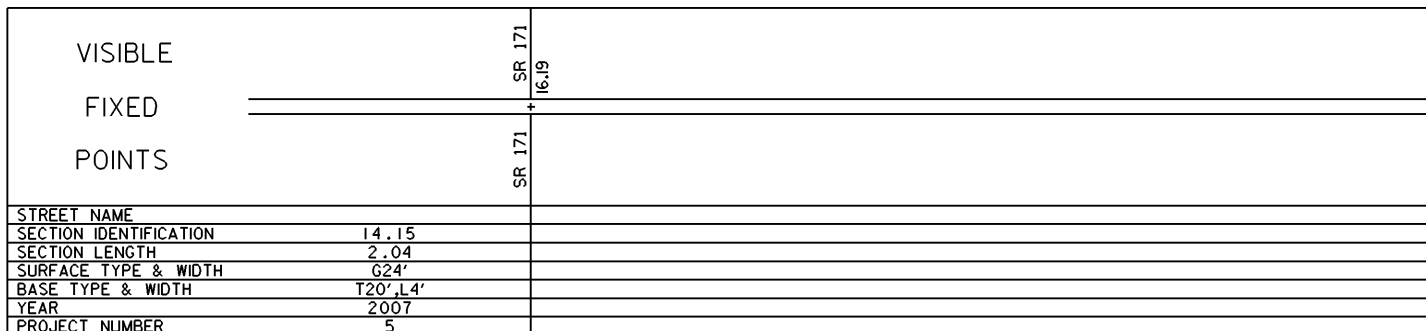 VISIBLE
FIXED
POINTS
SR 171
16.19
+
SR 171
STREET NAME
SECTION IDENTIFICATION 14.15
SECTION LENGTH 2.04
SURFACE TYPE & WIDTH G24'
BASE TYPE & WIDTH T20',L4'
YEAR 2007
PROJECT NUMBER 5